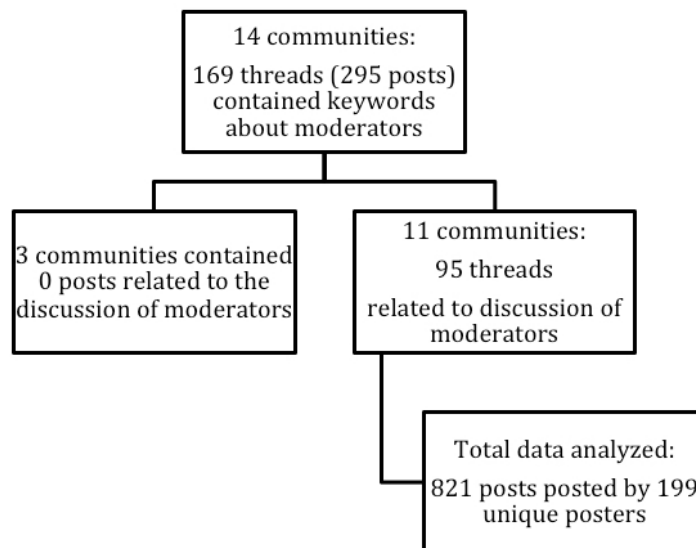 14 communities:
169 threads (295 posts)
contained keywords
about moderators
3 communities contained
0 posts related to the
discussion of moderators
11 communities:
95 threads
related to discussion of
moderators
Total data analyzed:
821 posts posted by 199
unique posters